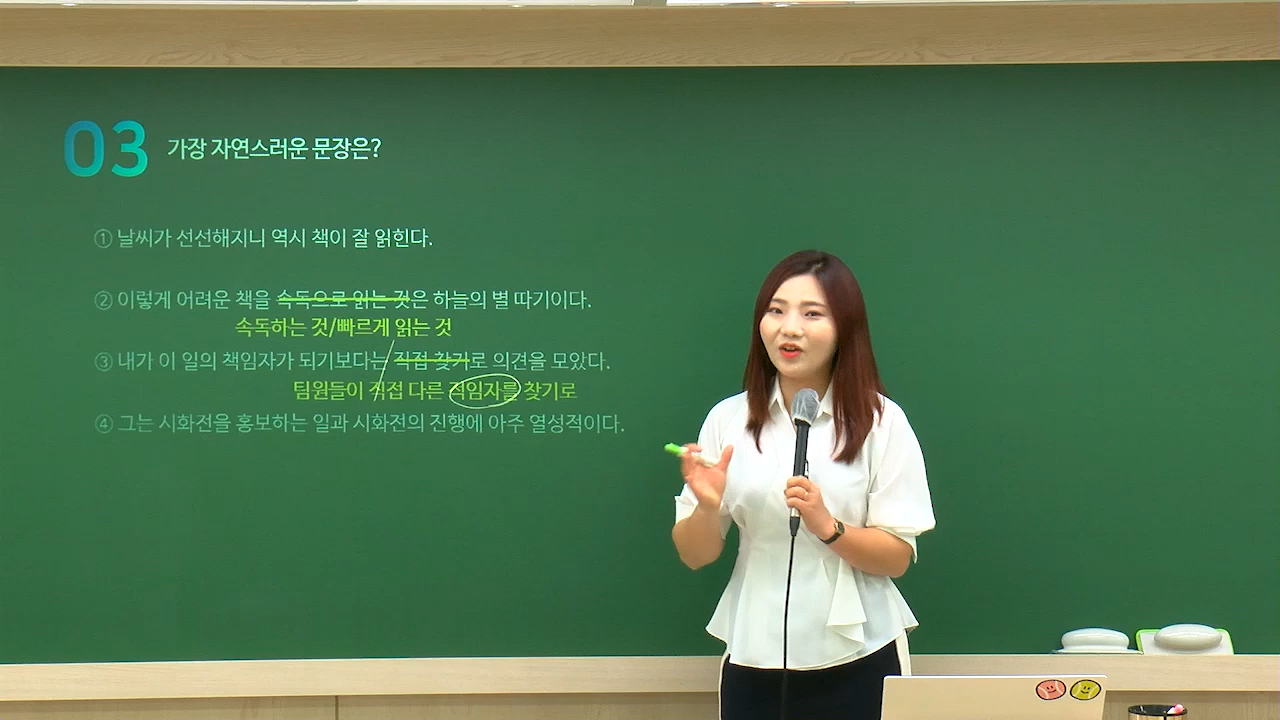 03 가장 자연스러운 문장은?
① 날씨가 선선해지니 역시 책이 잘 읽힌다.
② 이렇게 어려운 책을 속독으로 읽는 것은 하늘의 별 따기이다.
속독하는 것/빠르게 읽는 것
③ 내가 이 일의 책임자가 되기보다는 직접 찾기로 의견을 모았다.
팀원들이 직접 다른 적임자를 찾기로
④ 그는 시화전을 홍보하는 일과 시화전의 진행에 아주 열성적이다.